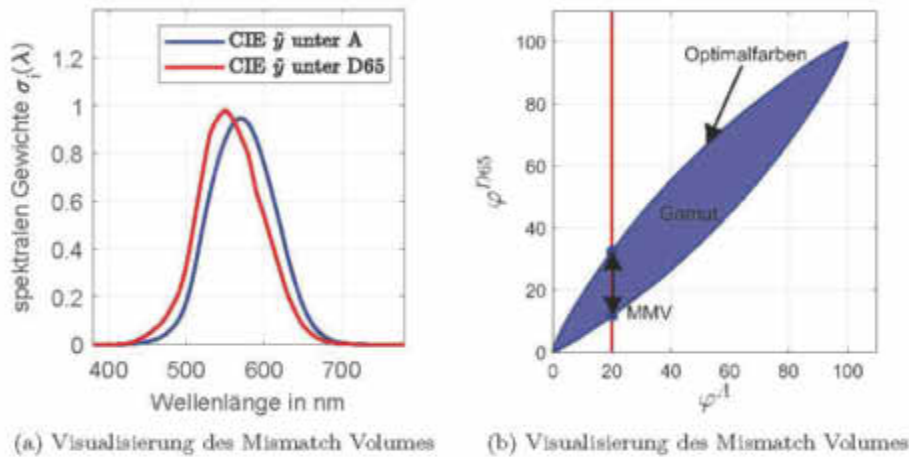 spektralen Gewichte σᵢ(λ)
1.2
1
0.8
0.6
0.4
0.2
0
400
500
600
700
Wellenlänge in nm
CIE ȳ unter A
CIE ȳ unter D65
(a) Visualisierung des Mismatch Volumes
φ^D65
100
80
60
40
20
0
0
20
40
60
80
100
φ^A
Optimalfarben
Gamut
MMV
(b) Visualisierung des Mismatch Volumes